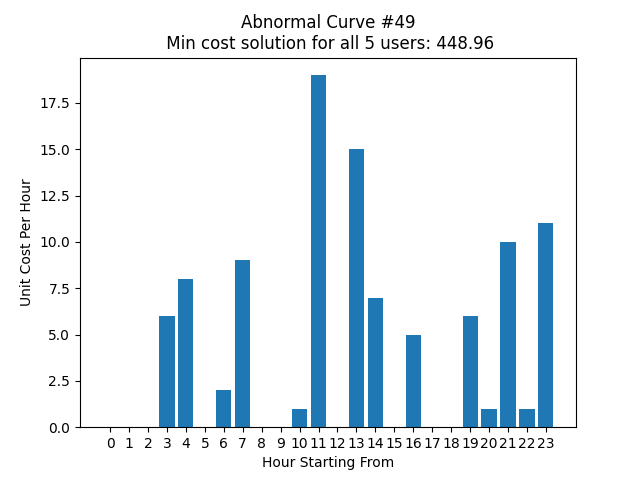 Abnormal Curve #49
Min cost solution for all 5 users: 448.96
Unit Cost Per Hour
17.5
15.0
12.5
10.0
7.5
5.0
2.5
0.0
0 1 2 3 4 5 6 7 8 9 10 11 12 13 14 15 16 17 18 19 20 21 22 23
Hour Starting From